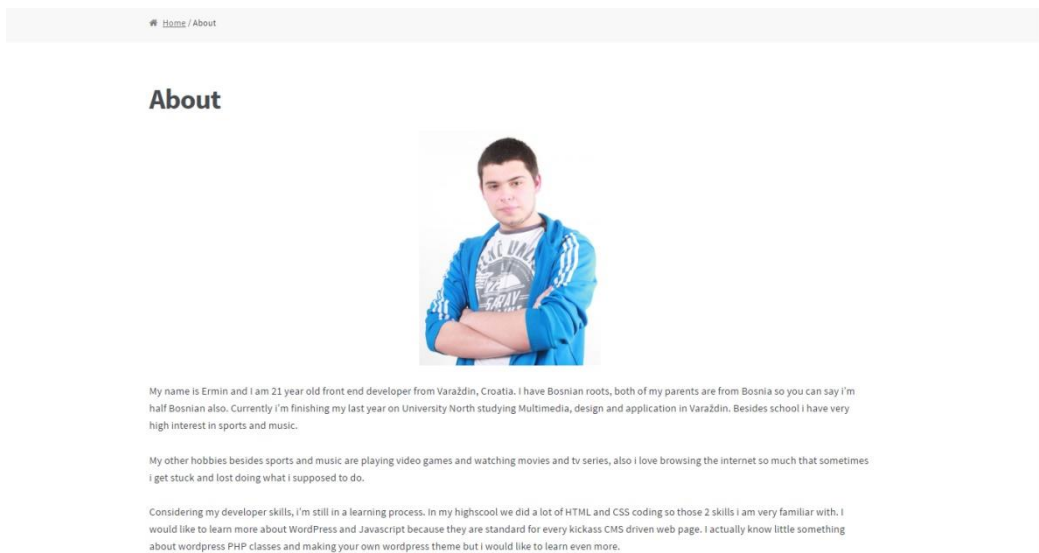 Home / About
About
SARAY
My name is Ermin and I am 21 year old front end developer from Varaždin, Croatia. I have Bosnian roots, both of my parents are from Bosnia so you can say i'm
half Bosnian also. Currently i'm finishing my last year on University North studying Multimedia, design and application in Varaždin. Besides school i have very
high interest in sports and music.
My other hobbies besides sports and music are playing video games and watching movies and tv series, also i love browsing the internet so much that sometimes
i get stuck and lost doing what i supposed to do.
Considering my developer skills, i'm still in a learning process. In my highscool we did a lot of HTML and CSS coding so those 2 skills i am very familiar with. I
would like to learn more about WordPress and Javascript because they are standard for every kickass CMS driven web page. I actually know little something
about wordpress PHP classes and making your own wordpress theme but i would like to learn even more.